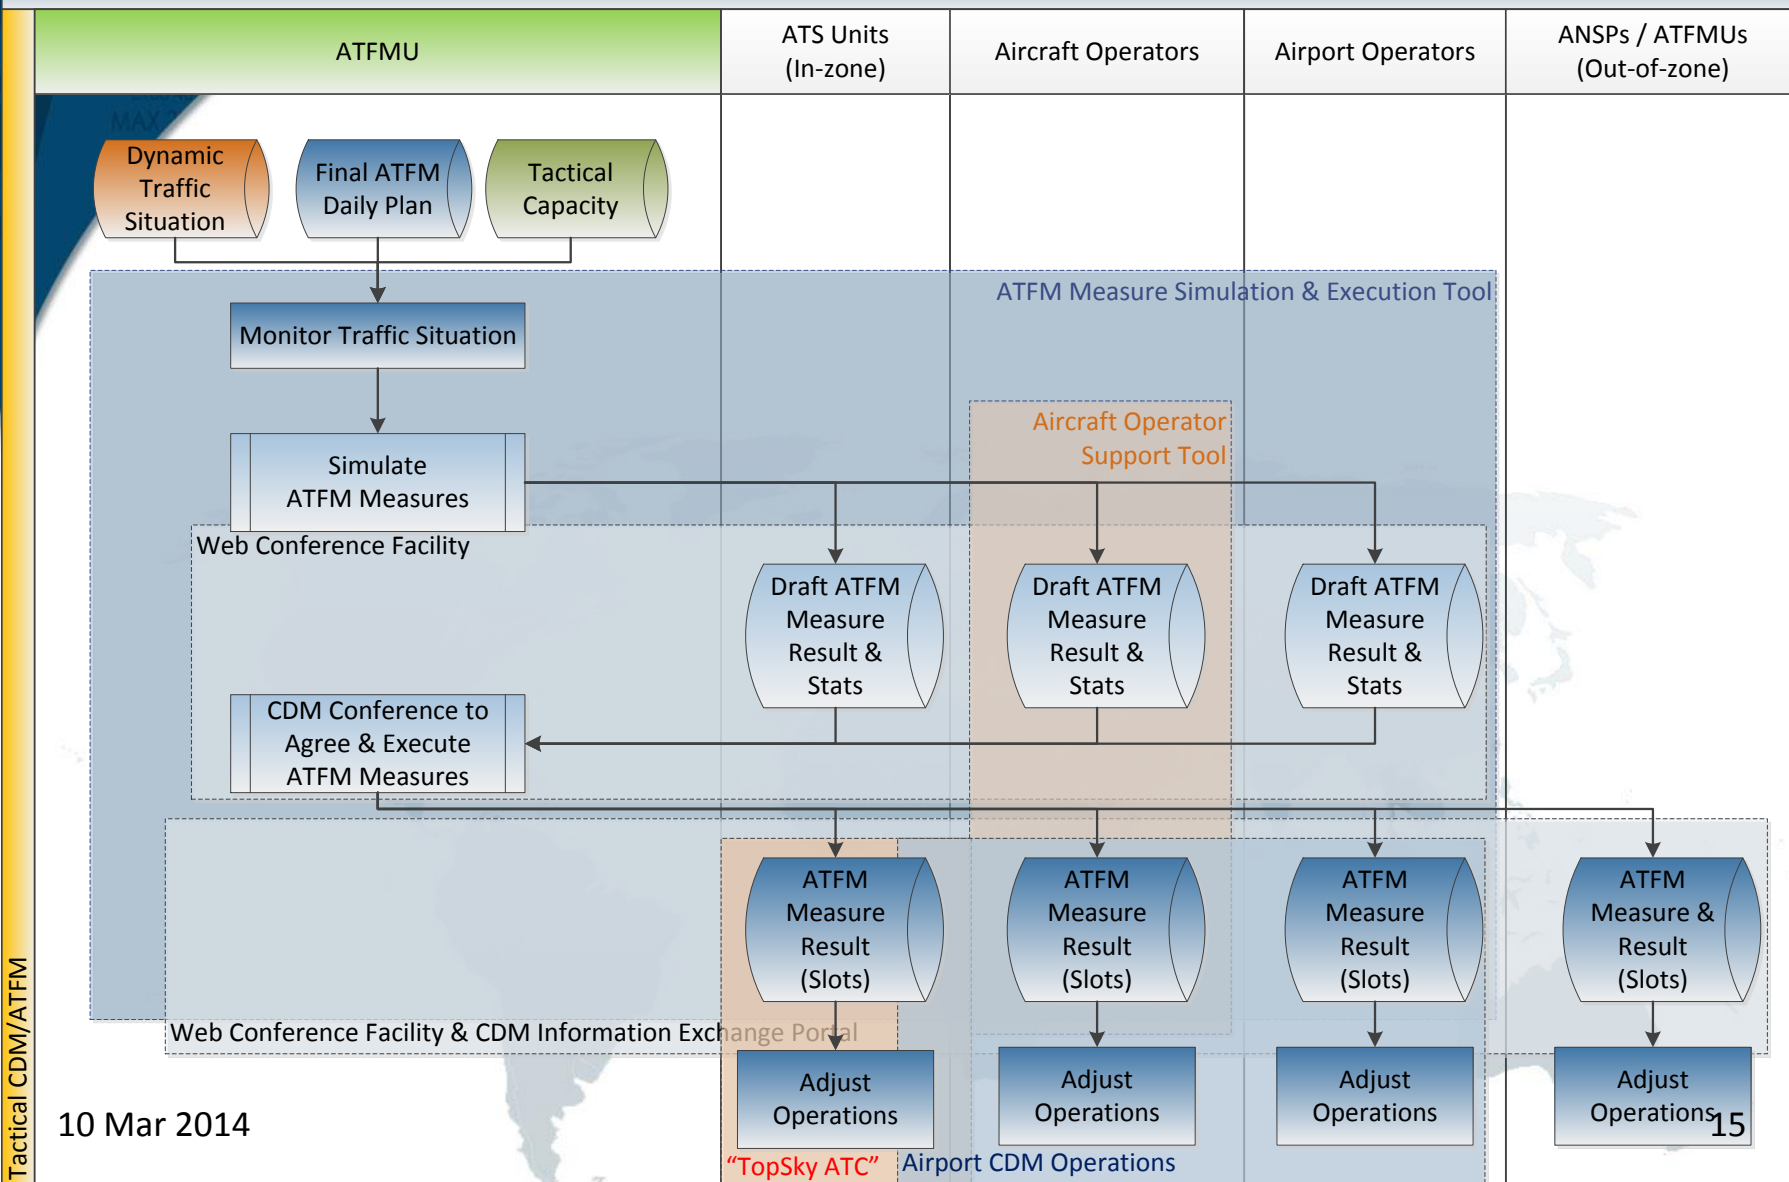 ATFMU
ATS Units
(In-zone)
Aircraft Operators
Airport Operators
ANSPs / ATFMUs
(Out-of-zone)
MAX
Dynamic
Traffic
Situation
Final ATFM
Daily Plan
Tactical
Capacity
ATFM Measure Simulation & Execution Tool
Monitor Traffic Situation
Aircraft Operator
Support Tool
Simulate
ATFM Measures
Web Conference Facility
Draft ATFM
Measure
Result &
Stats
Draft ATFM
Measure
Result &
Stats
Draft ATFM
Measure
Result &
Stats
CDM Conference to
Agree & Execute
ATFM Measures
ATFM
Measure
Result
(Slots)
ATFM
Measure
Result
(Slots)
ATFM
Measure
Result
(Slots)
ATFM
Measure &
Result
(Slots)
Web Conference Facility & CDM Information Exchange Portal
Adjust
Operations
Adjust
Operations
Adjust
Operations
Adjust
Operations
“TopSky ATC”
Airport CDM Operations
Tactical CDM/ATFM
10 Mar 2014
15